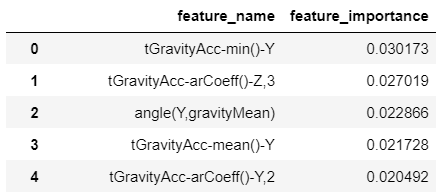 feature_name feature_importance
0 tGravityAcc-min()-Y 0.030173
1 tGravityAcc-arCoeff()-Z,3 0.027019
2 angle(Y,gravityMean) 0.022866
3 tGravityAcc-mean()-Y 0.021728
4 tGravityAcc-arCoeff()-Y,2 0.020492